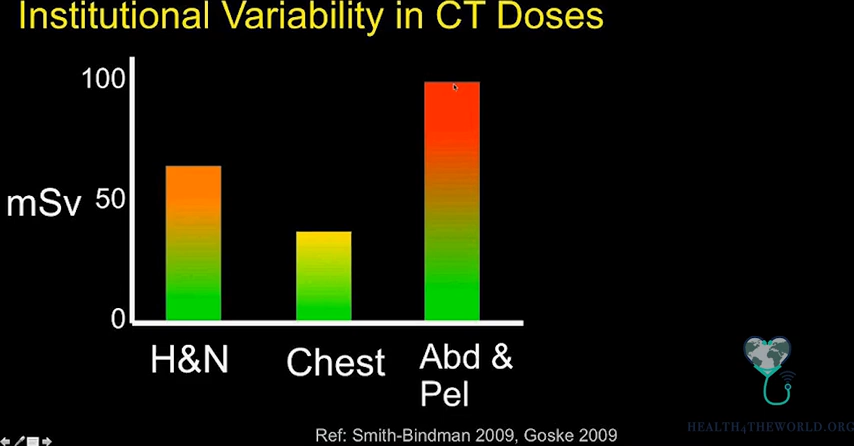 Institutional Variability in CT Doses
100
mSv 50
0
H&N Chest Abd &
Pel
Ref: Smith-Bindman 2009, Goske 2009
HEALTH4THEWORLD.ORG